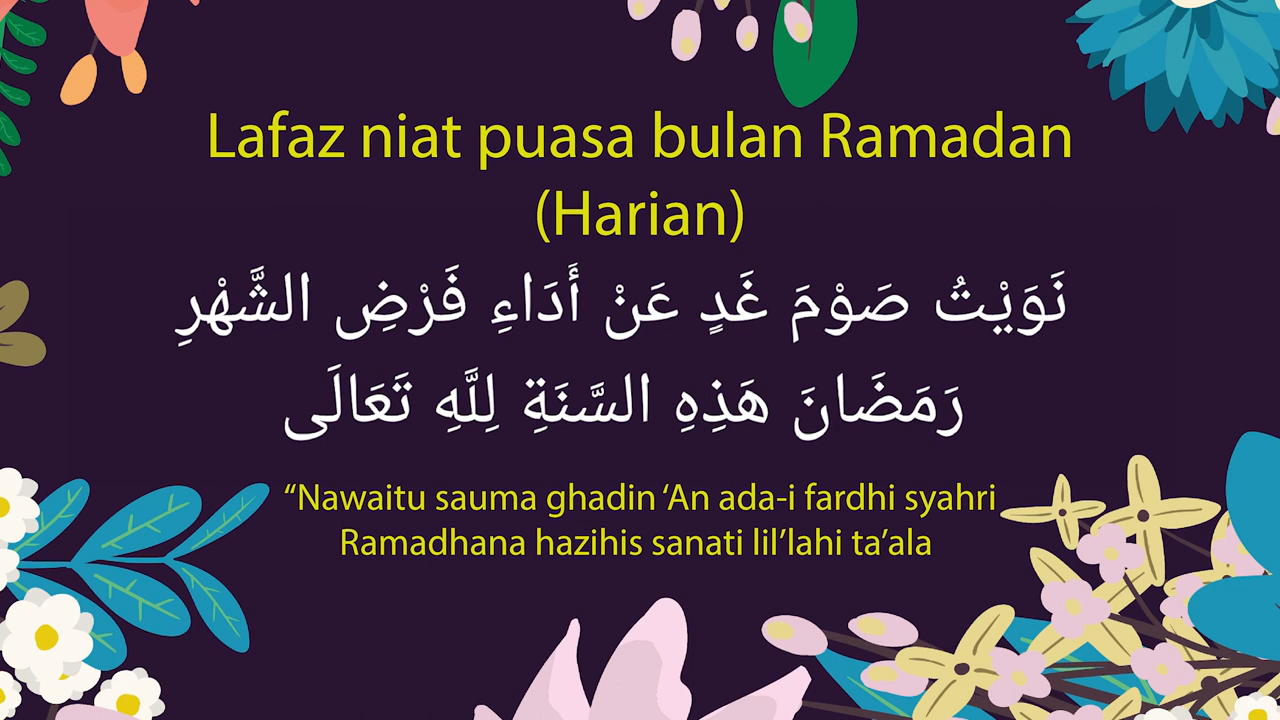 Lafaz niat puasa bulan Ramadan
(Harian)
نَوَيْتُ صَوْمَ غَدٍ عَنْ أَدَاءِ فَرْضِ الشَّهْرِ
رَمَضَانَ هَذِهِ السَّنَةِ لِلَّهِ تَعَالَى
“Nawaitu sauma ghadin ‘An ada-i fardhi syahri
Ramadhana hazihis sanati lil’lahi ta’ala